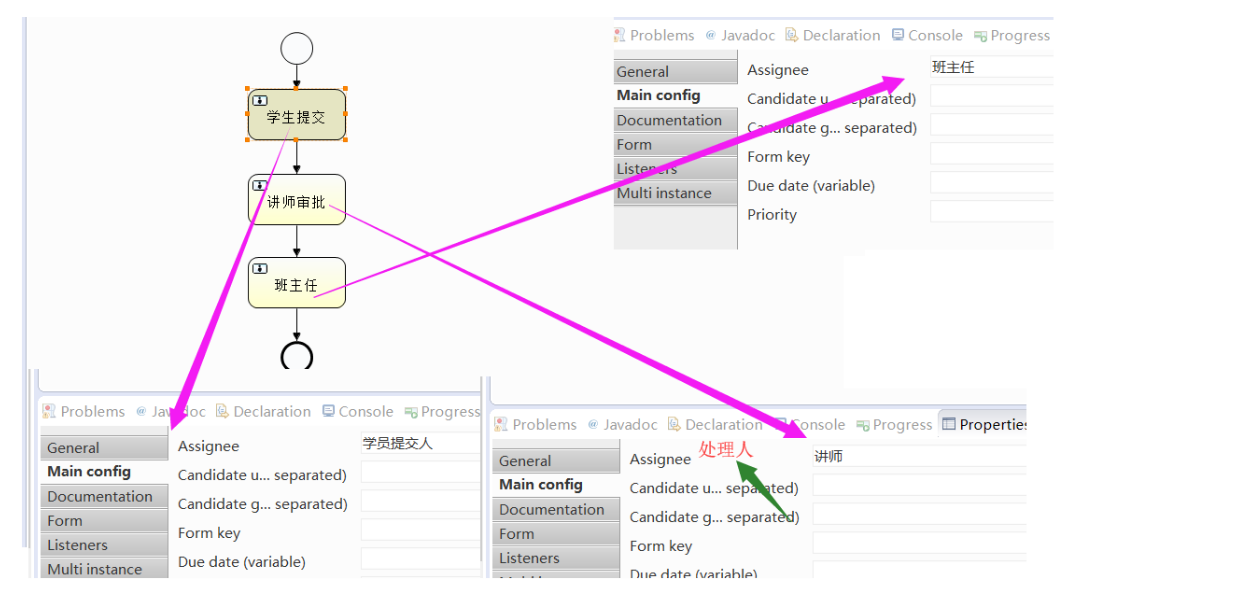 学生提交
讲师审批
班主任
Problems @ Javadoc Declaration Console Progress
General
Main config
Documentation
Form
Listeners
Multi instance
Assignee 班主任
Candidate u... separated)
Candidate g... separated)
Form key
Due date (variable)
Priority
Problems @ Javadoc Declaration Console Progress
General
Main config
Documentation
Form
Listeners
Multi instance
Assignee 学员提交人
Candidate u... separated)
Candidate g... separated)
Form key
Due date (variable)
Problems @ Javadoc Declaration Console Progress Properties
General
Main config
Documentation
Form
Listeners
Assignee 处理人 讲师
Candidate u... separated)
Candidate g... separated)
Form key
Due date (variable)